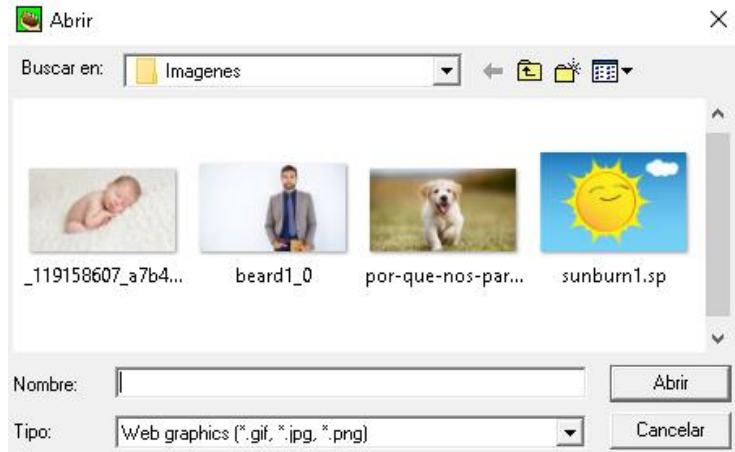 Abrir
Buscar en: Imagenes
_119158607_a7b4... beard1_0 por-que-nos-par... sunburn1.sp
Nombre: Abrir
Tipo: Web graphics (*.gif, *.jpg, *.png) Cancelar